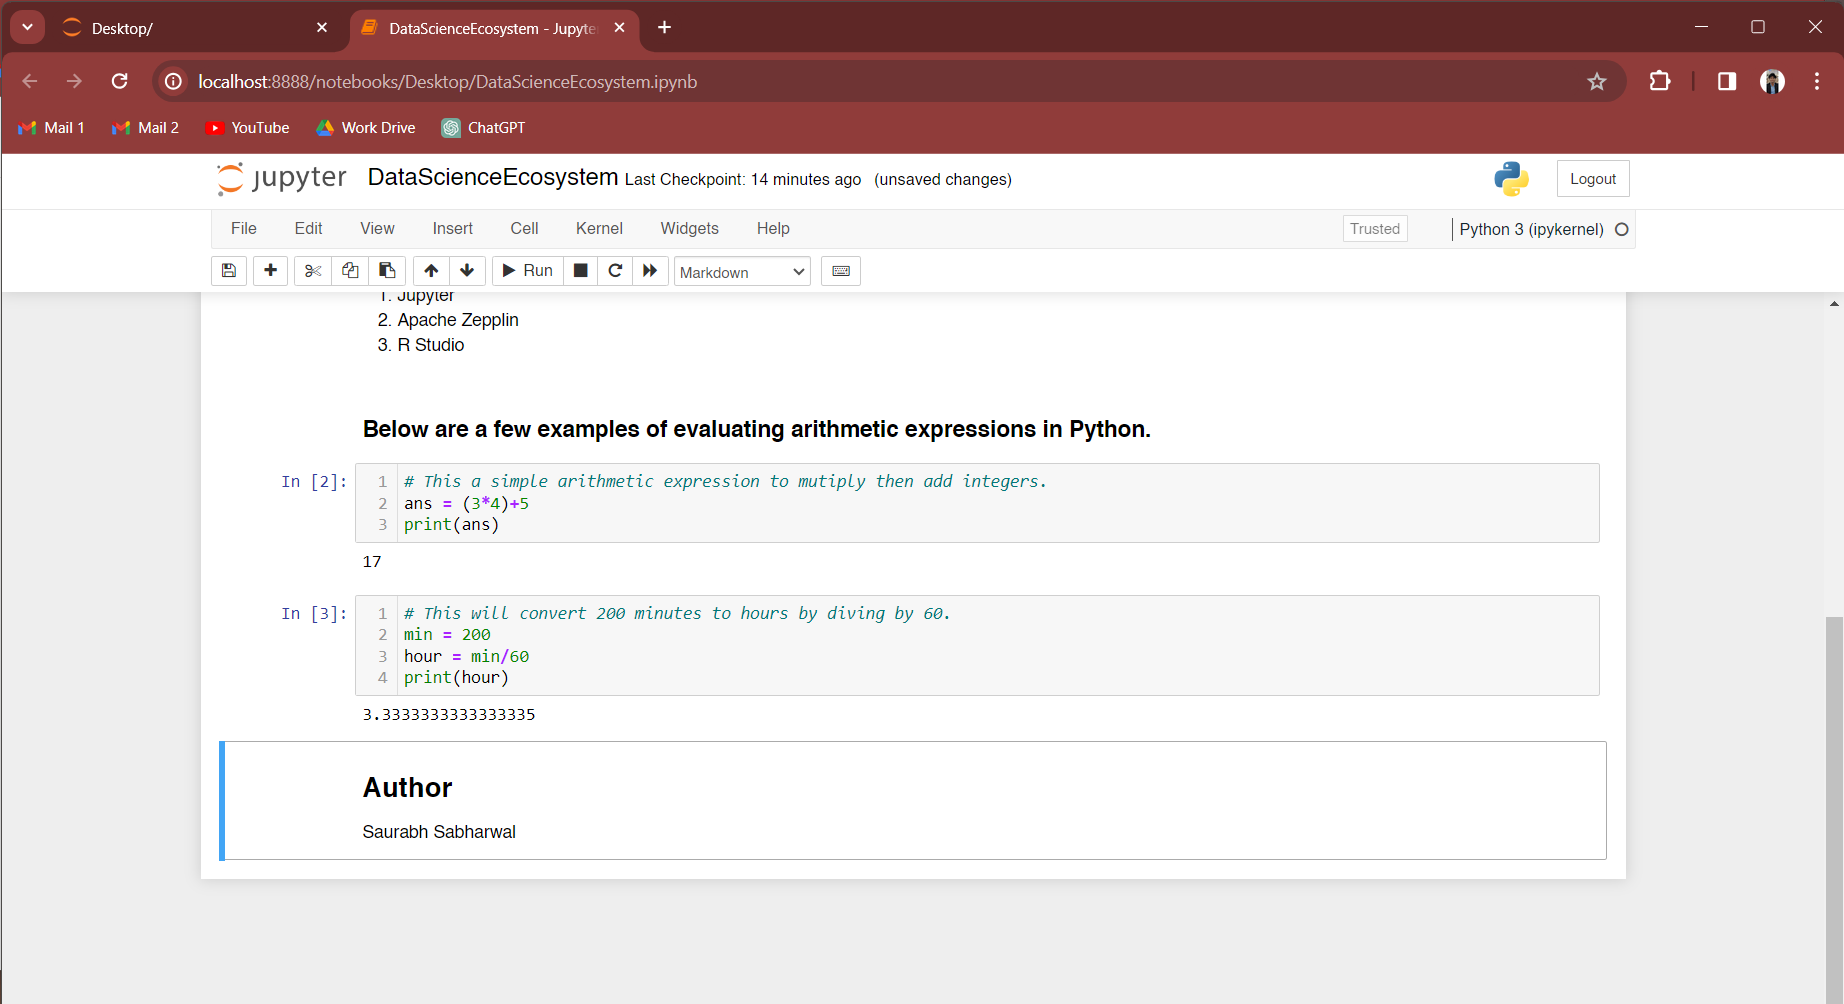 Desktop/
DataScienceEcosystem - Jupyte
localhost:8888/notebooks/Desktop/DataScienceEcosystem.ipynb
Mail 1 Mail 2 YouTube Work Drive ChatGPT
jupyter DataScienceEcosystem Last Checkpoint: 14 minutes ago (unsaved changes) Logout
File Edit View Insert Cell Kernel Widgets Help Trusted Python 3 (ipykernel)
Run Markdown
1. Jupyter
2. Apache Zepplin
3. R Studio
Below are a few examples of evaluating arithmetic expressions in Python.
In [2]: 1 # This a simple arithmetic expression to mutiply then add integers.
2 ans = (3*4)+5
3 print(ans)
17
In [3]: 1 # This will convert 200 minutes to hours by diving by 60.
2 min = 200
3 hour = min/60
4 print(hour)
3.3333333333333335
Author
Saurabh Sabharwal